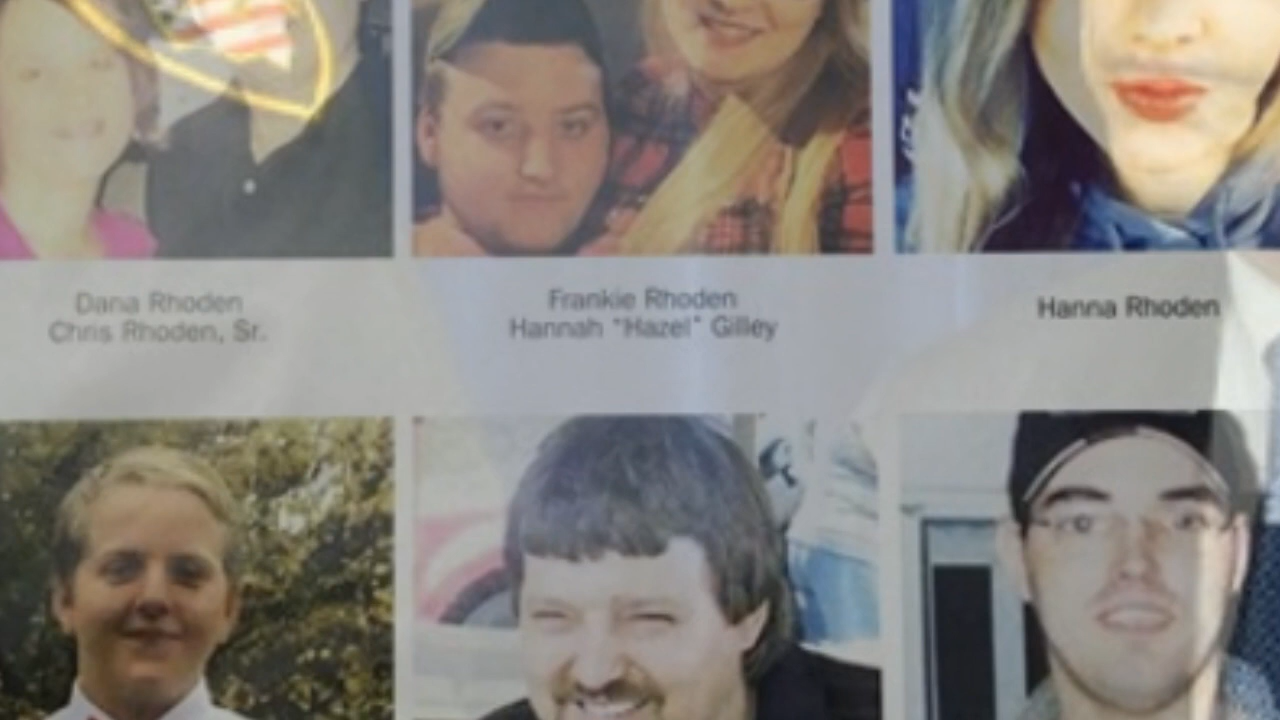 Dana Rhoden
Chris Rhoden, Sr.
Frankie Rhoden
Hannah "Hazel" Gilley
Hanna Rhoden